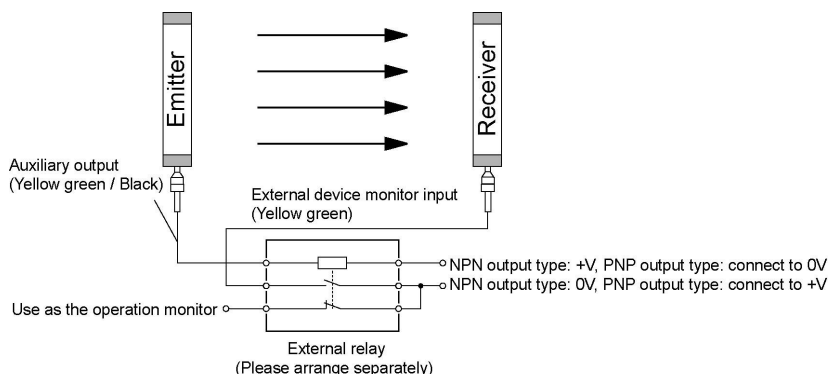 Emitter
Receiver
Auxiliary output
(Yellow green / Black)
External device monitor input
(Yellow green)
NPN output type: +V, PNP output type: connect to 0V
NPN output type: 0V, PNP output type: connect to +V
Use as the operation monitor
External relay
(Please arrange separately)